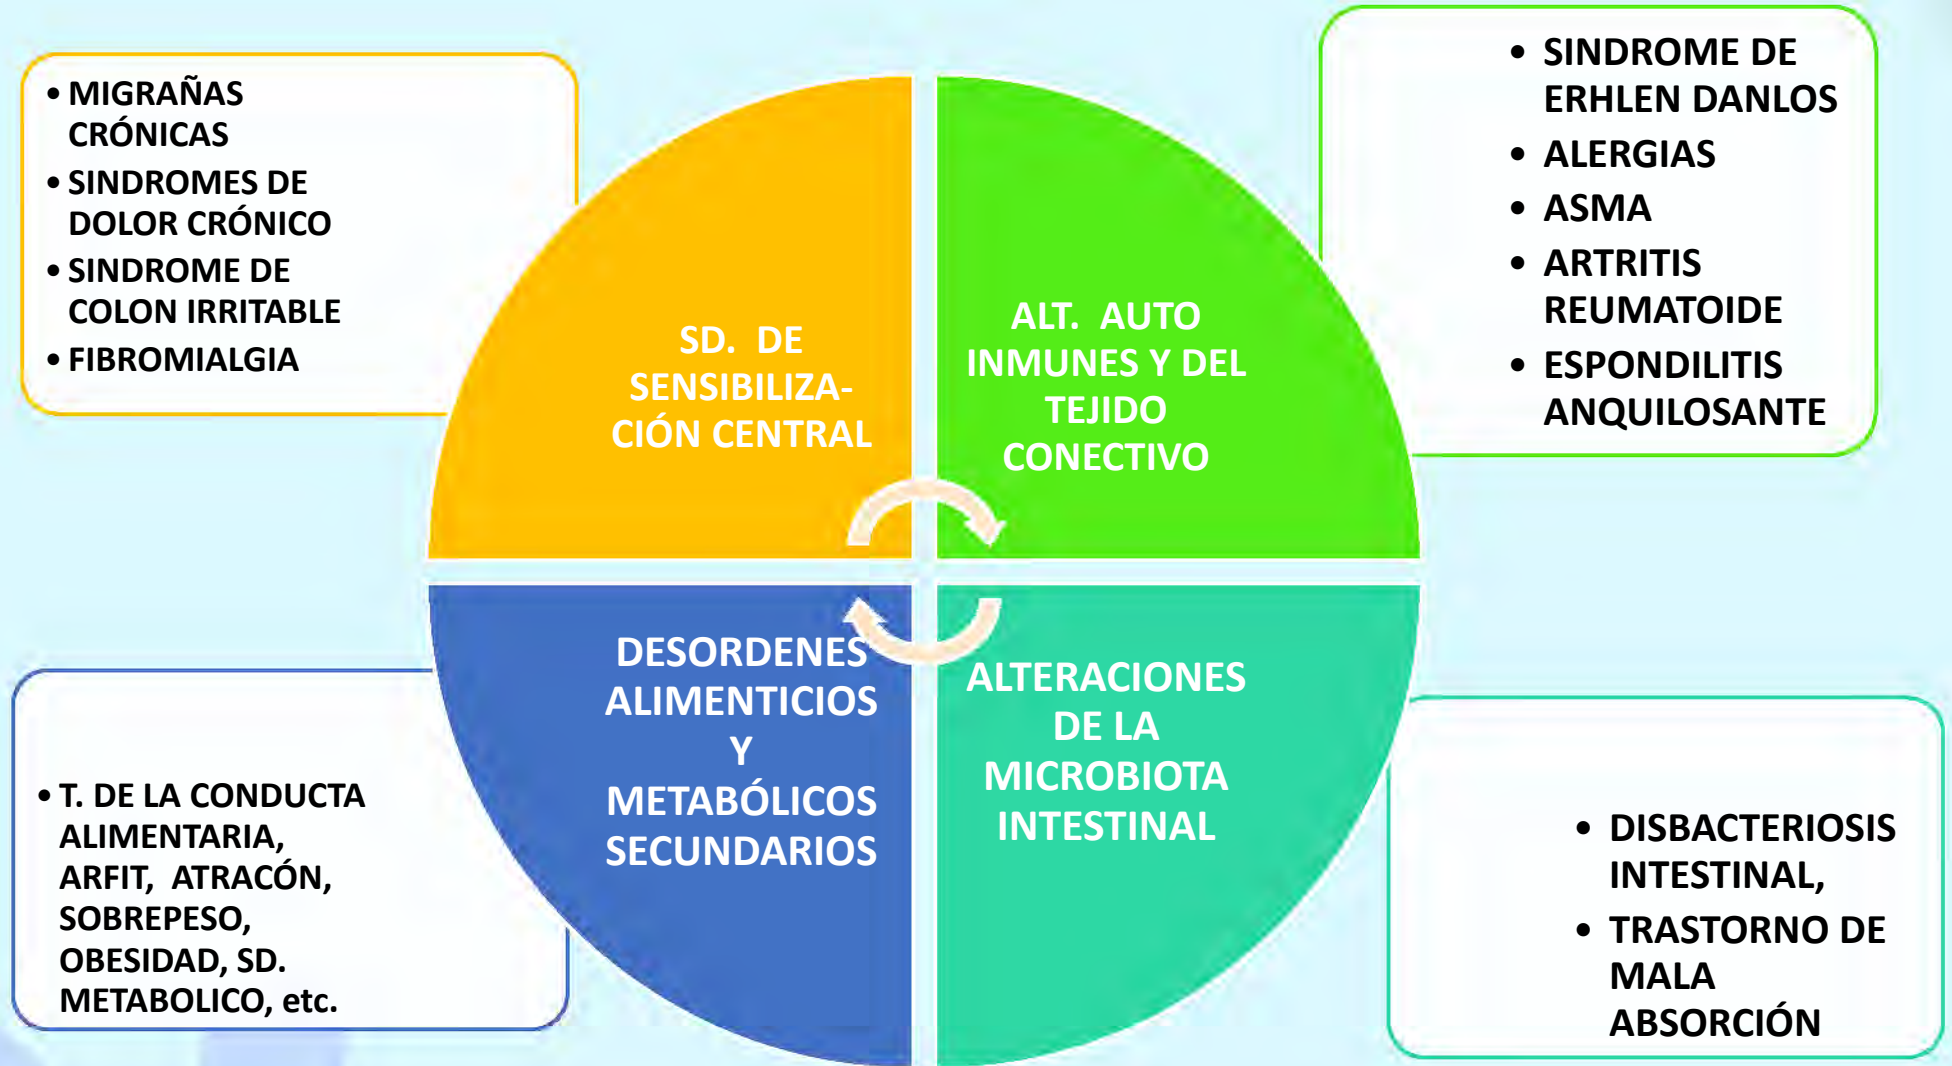 • MIGRAÑAS
CRÓNICAS
• SINDROMES DE
DOLOR CRÓNICO
• SINDROME DE
COLON IRRITABLE
• FIBROMIALGIA
SD. DE
SENSIBILIZA-
CIÓN CENTRAL
ALT. AUTO
INMUNES Y DEL
TEJIDO
CONECTIVO
• SINDROME DE
ERHLEN DANLOS
• ALERGIAS
• ASMA
• ARTRITIS
REUMATOIDE
• ESPONDILITIS
ANQUILOSANTE
• T. DE LA CONDUCTA
ALIMENTARIA,
ARFIT, ATRACÓN,
SOBREPESO,
OBESIDAD, SD.
METABOLICO, etc.
DESORDENES
ALIMENTICIOS
Y
METABÓLICOS
SECUNDARIOS
ALTERACIONES
DE LA
MICROBIOTA
INTESTINAL
• DISBACTERIOSIS
INTESTINAL,
• TRASTORNO DE
MALA
ABSORCIÓN